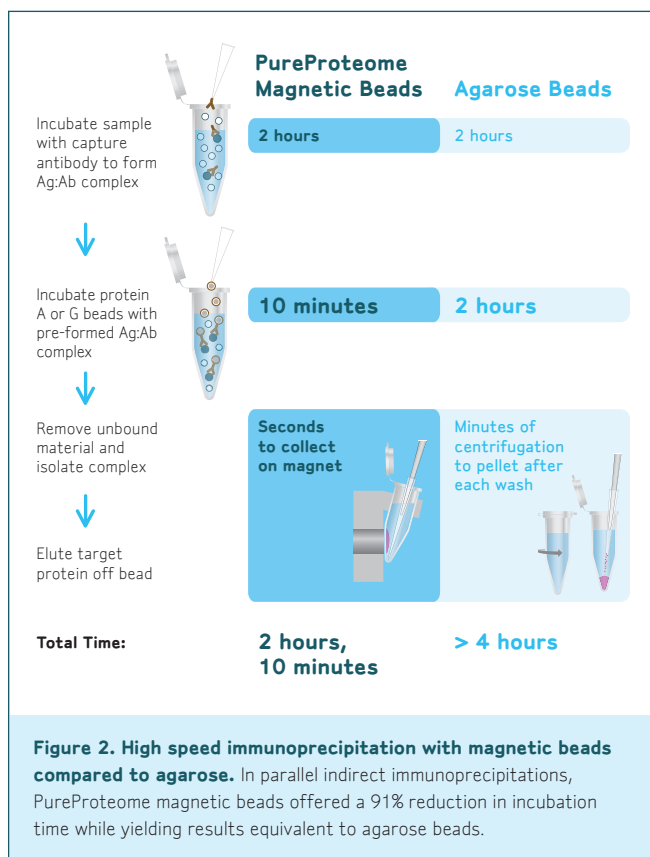 PureProteome
Magnetic Beads
Agarose Beads
Incubate sample
with capture
antibody to form
Ag:Ab complex
2 hours
2 hours
Incubate protein
A or G beads with
pre-formed Ag:Ab
complex
10 minutes
2 hours
Remove unbound
material and
isolate complex
Seconds
to collect
on magnet
Minutes of
centrifugation
to pellet after
each wash
Elute target
protein off bead
Total Time:
2 hours,
10 minutes
> 4 hours
Figure 2. High speed immunoprecipitation with magnetic beads
compared to agarose. In parallel indirect immunoprecipitations,
PureProteome magnetic beads offered a 91% reduction in incubation
time while yielding results equivalent to agarose beads.